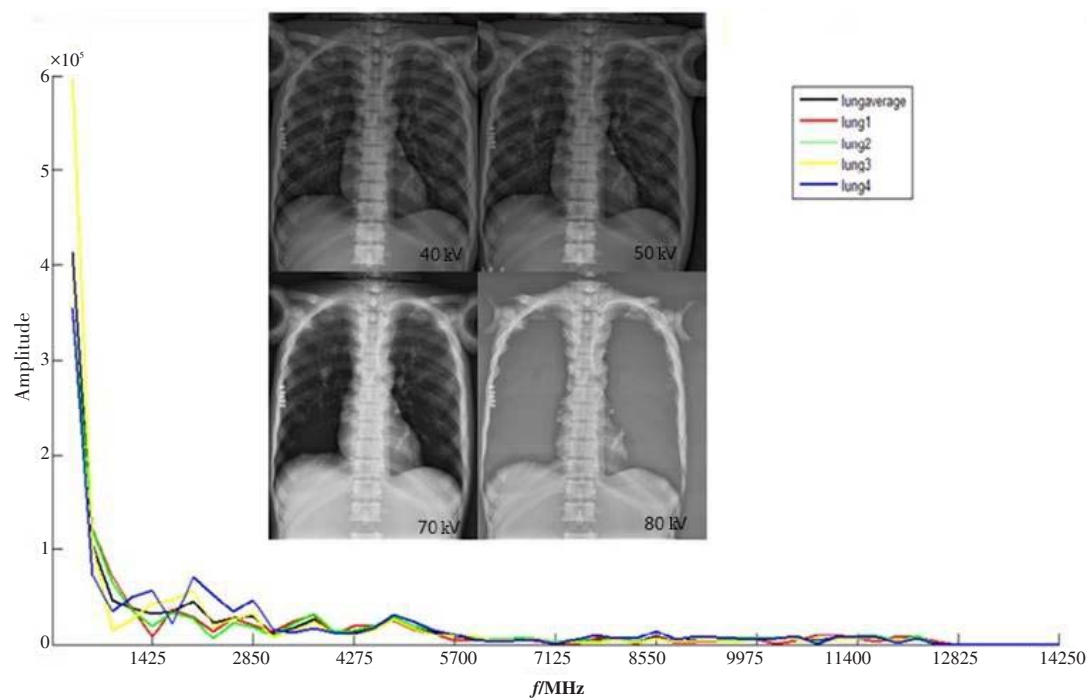 ×10⁵
6
5
4
3
2
1
0
Amplitude
40 kV
50 kV
70 kV
80 kV
lungaverage
lung1
lung2
lung3
lung4
1425 2850 4275 5700 7125 8550 9975 11400 12825 14250
f/MHz